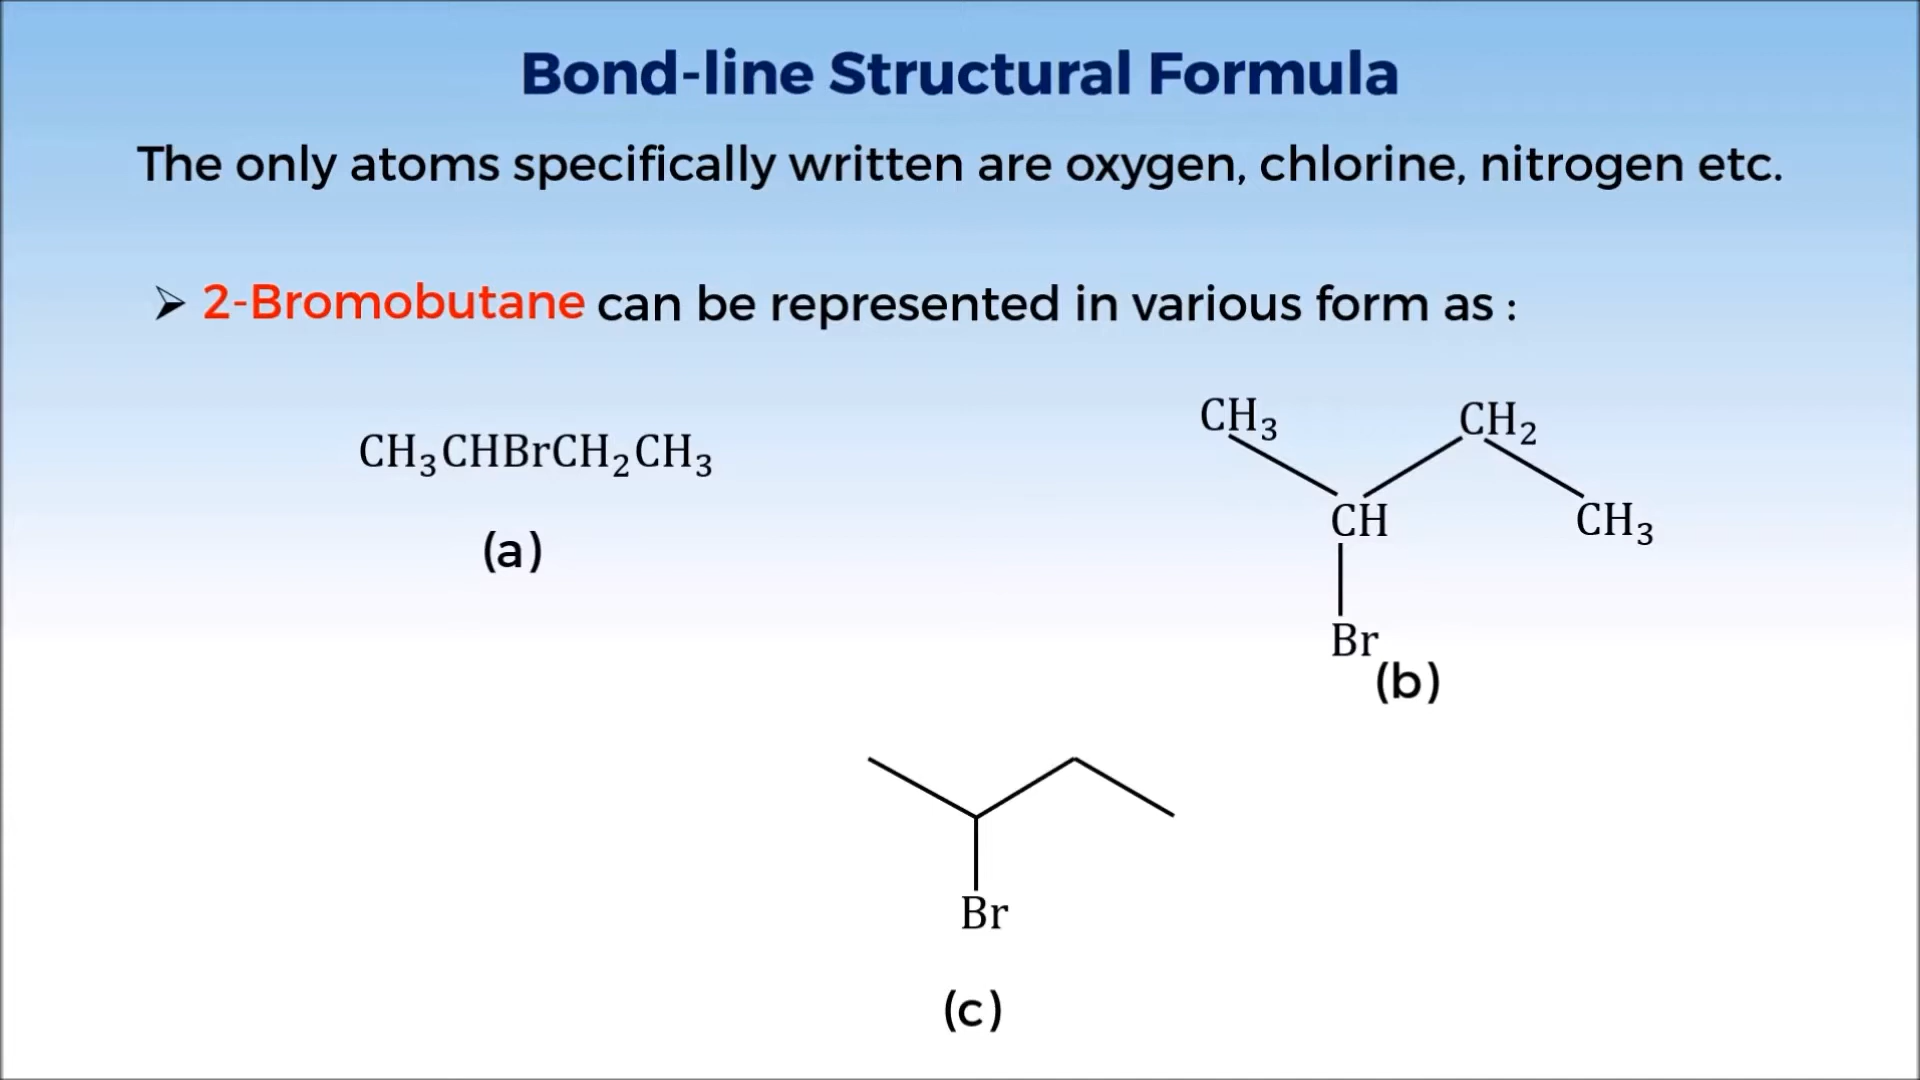 Bond-line Structural Formula
The only atoms specifically written are oxygen, chlorine, nitrogen etc.
➢ 2-Bromobutane can be represented in various form as :
CH₃CHBrCH₂CH₃
(a)
CH₃ CH₂
CH CH₃
Br
(b)
Br
(c)